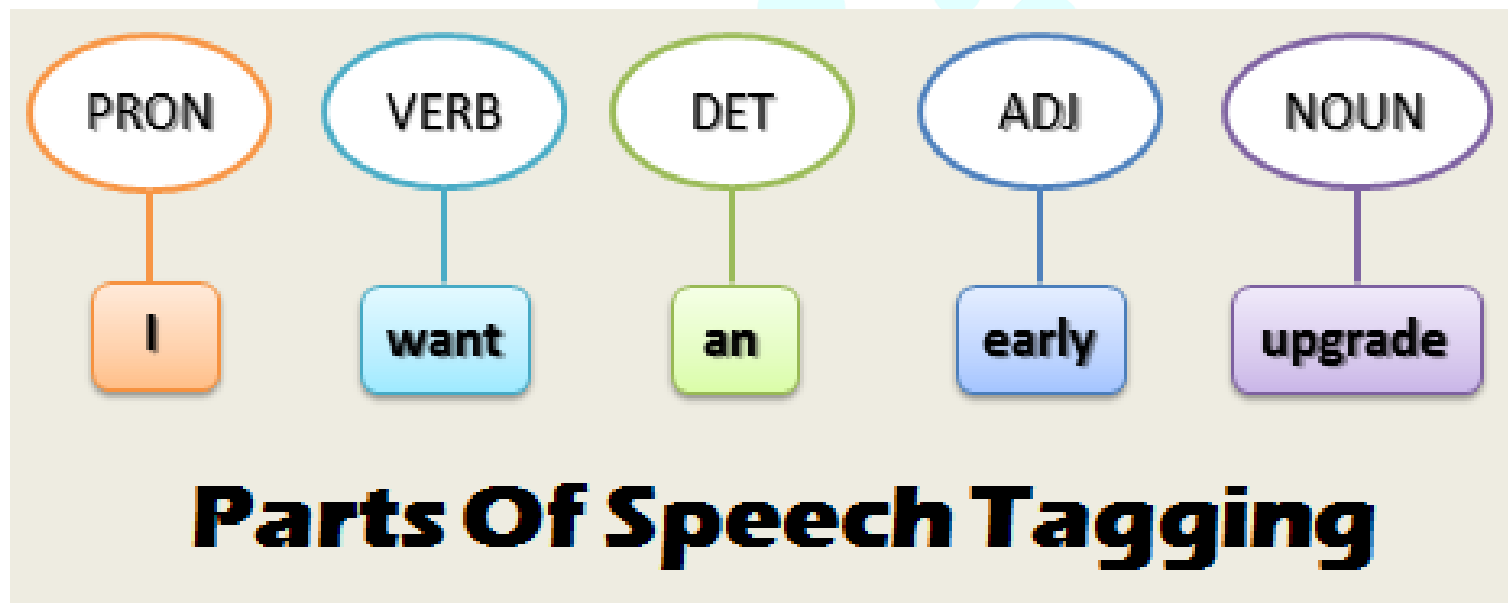 PRON VERB DET ADJ NOUN
I want an early upgrade
Parts Of Speech Tagging